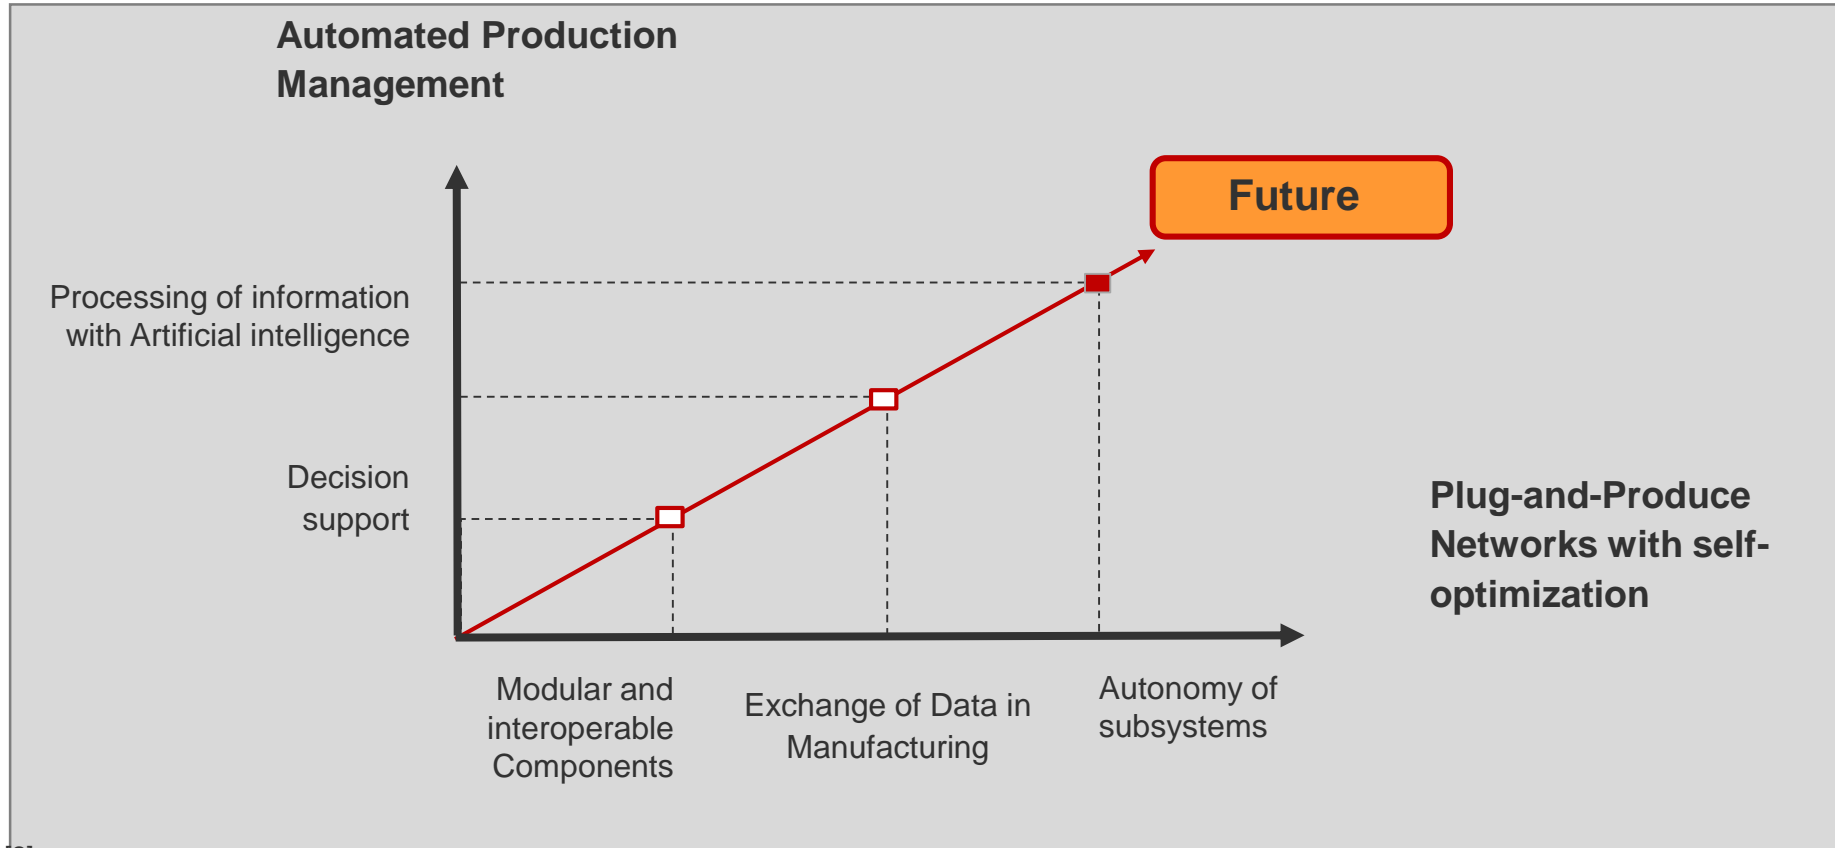 Automated Production
Management
Future
Processing of information
with Artificial intelligence
Decision
support
Plug-and-Produce
Networks with self-
optimization
Modular and
interoperable
Components
Exchange of Data in
Manufacturing
Autonomy of
subsystems